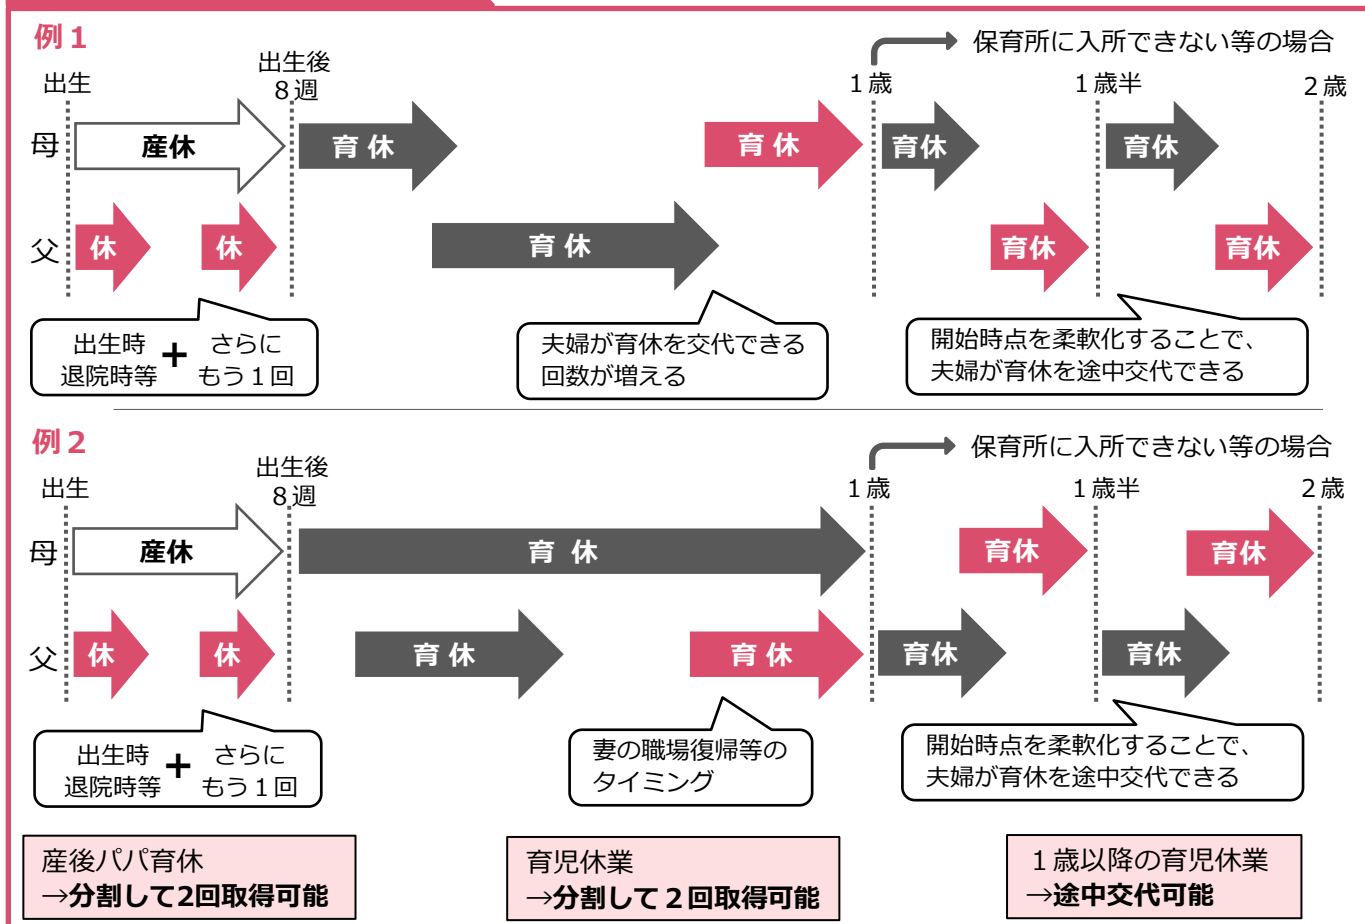 例1
保育所に入所できない等の場合
出生
出生後
8週
1歳
1歳半
2歳
母
産休
育休
育休
育休
育休
父
休
休
育休
育休
育休
出生時
退院時等
+
さらに
もう1回
夫婦が育休を交代できる
回数が増える
開始時点を柔軟化することで、
夫婦が育休を途中交代できる
例2
保育所に入所できない等の場合
出生
出生後
8週
1歳
1歳半
2歳
母
産休
育休
育休
育休
父
休
休
育休
育休
育休
育休
出生時
退院時等
+
さらに
もう1回
妻の職場復帰等の
タイミング
開始時点を柔軟化することで、
夫婦が育休を途中交代できる
産後パパ育休
→分割して2回取得可能
育児休業
→分割して2回取得可能
1歳以降の育児休業
→途中交代可能